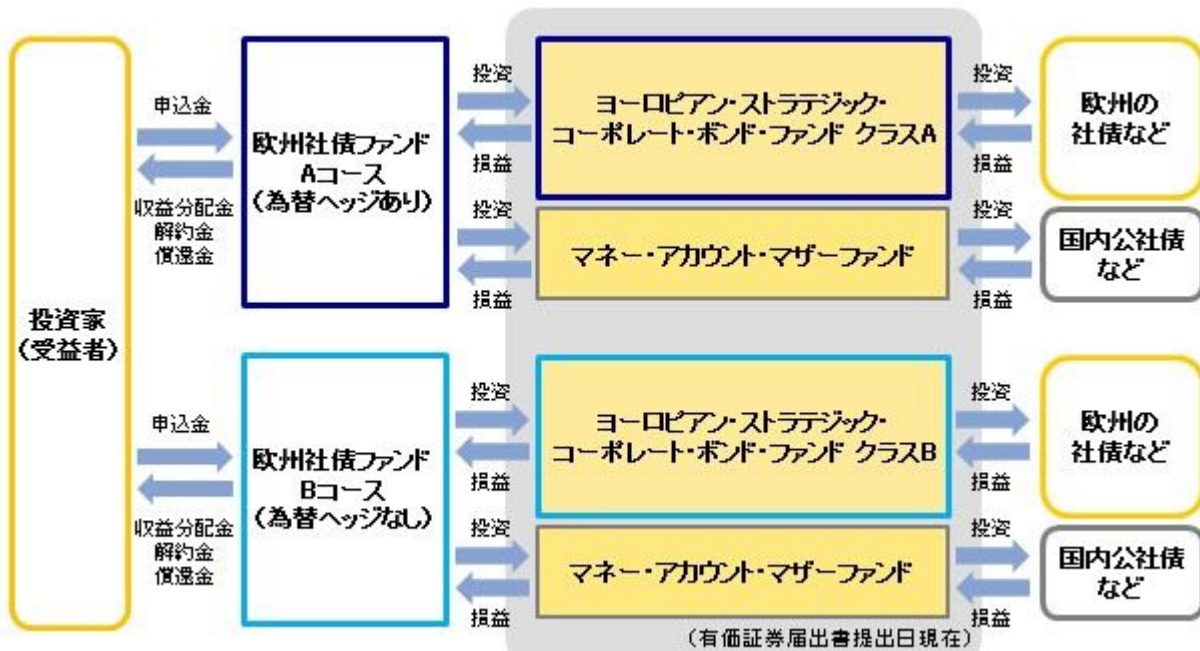 投資家
(受益者)
申込金
収益分配金
解約金
償還金
欧州社債ファンド
Aコース
(為替ヘッジあり)
投資
損益
ヨーロピアン・ストラテジック・
コーポレート・ボンド・ファンド クラスA
投資
損益
欧州の
社債など
投資
損益
マネー・アカウント・マザーファンド
投資
損益
国内公社債
など
申込金
収益分配金
解約金
償還金
欧州社債ファンド
Bコース
(為替ヘッジなし)
投資
損益
ヨーロピアン・ストラテジック・
コーポレート・ボンド・ファンド クラスB
投資
損益
欧州の
社債など
投資
損益
マネー・アカウント・マザーファンド
投資
損益
国内公社債
など
(有価証券届出書提出日現在)